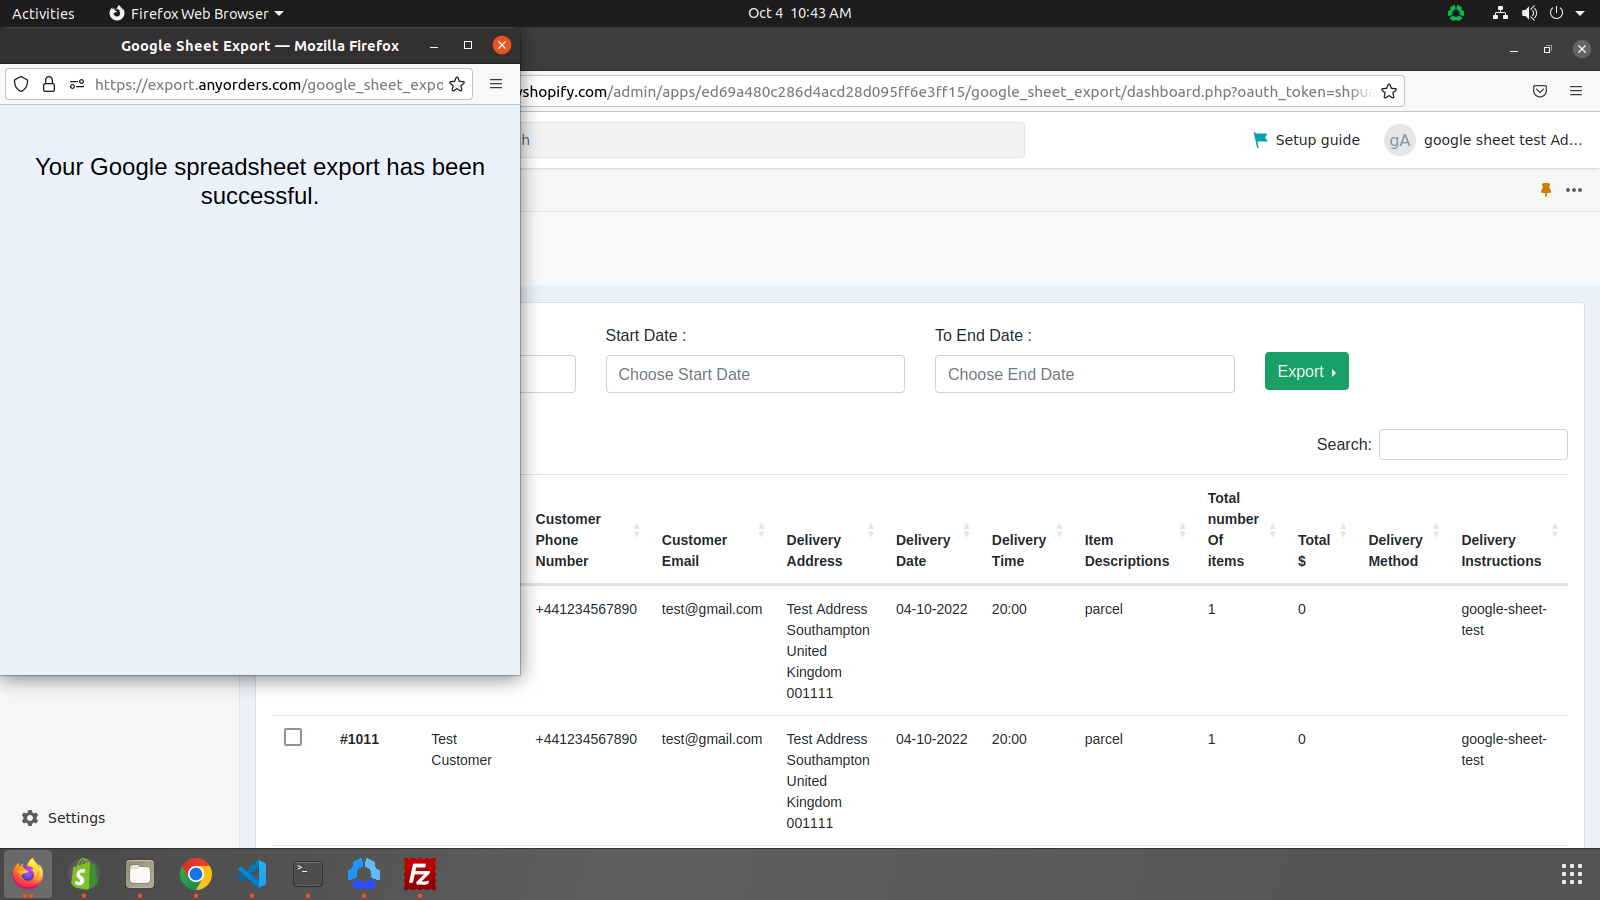 Activities
Firefox Web Browser
Oct 4 10:43 AM
Google Sheet Export — Mozilla Firefox
https://export.anyorders.com/google_sheet_expo
shopify.com/admin/apps/ed69a480c286d4acd28d095ff6e3ff15/google_sheet_export/dashboard.php?oauth_token=shpua
Setup guide
gA
google sheet test Ad...
Your Google spreadsheet export has been
successful.
Start Date :
To End Date :
Choose Start Date
Choose End Date
Export
Search:
Customer
Phone
Number
Customer
Email
Delivery
Address
Delivery
Date
Delivery
Time
Item
Descriptions
Total
number
Of
items
Total
$
Delivery
Method
Delivery
Instructions
+441234567890
test@gmail.com
Test Address
Southampton
United
Kingdom
001111
04-10-2022
20:00
parcel
1
0
google-sheet-
test
#1011
Test
Customer
+441234567890
test@gmail.com
Test Address
Southampton
United
Kingdom
001111
04-10-2022
20:00
parcel
1
0
google-sheet-
test
Settings